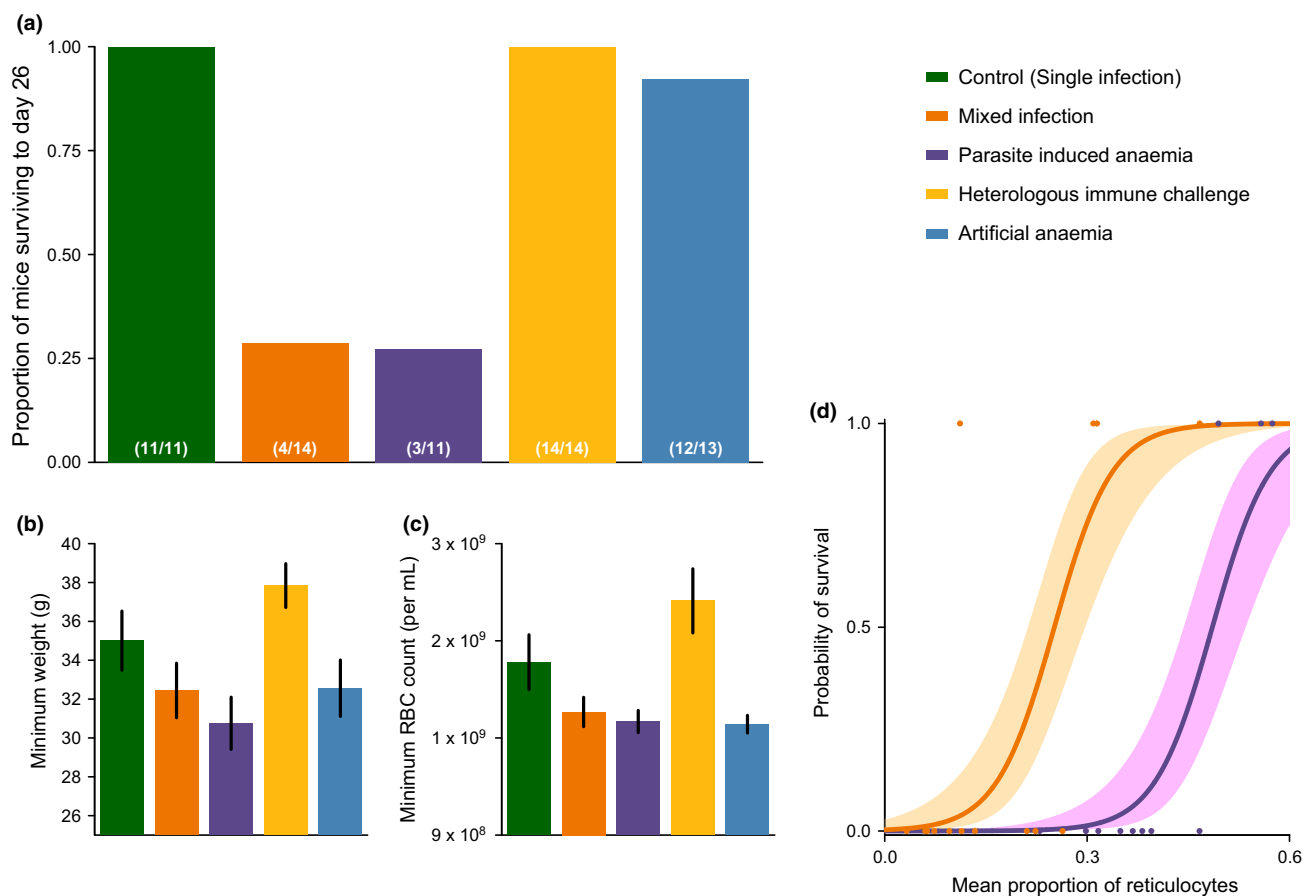 (a)
Proportion of mice surviving to day 26
1.00
0.75
0.50
0.25
0.00
(11/11)
(4/14)
(3/11)
(14/14)
(12/13)
Control (Single infection)
Mixed infection
Parasite induced anaemia
Heterologous immune challenge
Artificial anaemia
(b)
Minimum weight (g)
40
38
36
34
32
30
28
26
(c)
Minimum RBC count (per mL)
3 x 10⁹
2 x 10⁹
1 x 10⁹
9 x 10⁸
(d)
Probability of survival
1.0
0.5
0.0
0.0
0.3
0.6
Mean proportion of reticulocytes